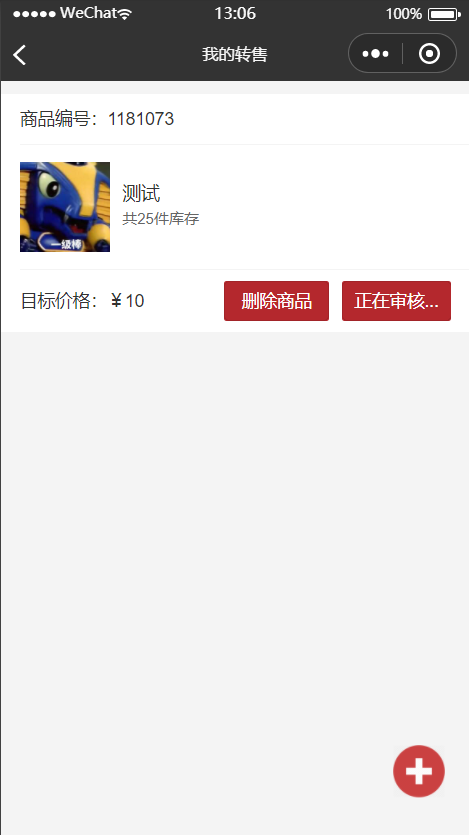 WeChat 13:06 100%
我的转售
商品编号：1181073
测试
共25件库存
一级棒
目标价格：￥10 删除商品 正在审核...